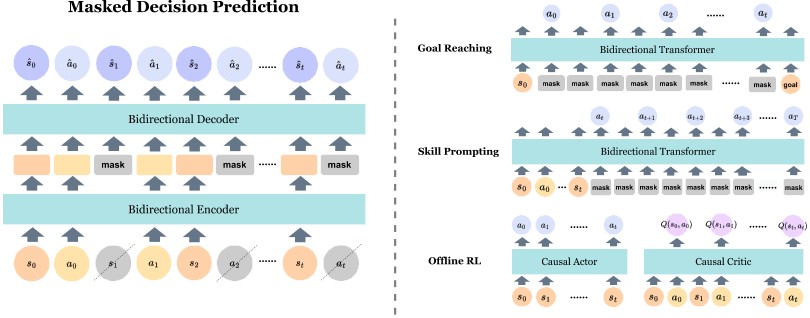 Masked Decision Prediction
ŝ₀ â₀ ŝ₁ â₁ ŝ₂ â₂ ...... ŝₜ âₜ
Bidirectional Decoder
mask mask ...... mask
Bidirectional Encoder
s₀ a₀ s₁ a₁ s₂ a₂ ...... sₜ aₜ
a₀ a₁ a₂ ...... aₜ
Goal Reaching
Bidirectional Transformer
s₀ mask mask mask mask mask mask ...... mask goal
aₜ aₜ₊₁ aₜ₊₂ aₜ₊₃ ...... a_T
Skill Prompting
Bidirectional Transformer
s₀ a₀ ... sₜ mask mask mask mask mask mask mask ...... mask
a₀ a₁ ...... aₜ
Q(s₀, a₀) Q(s₁, a₁) ...... Q(sₜ, aₜ)
Offline RL
Causal Actor
Causal Critic
s₀ s₁ ...... sₜ
s₀ a₀ s₁ a₁ ...... sₜ aₜ